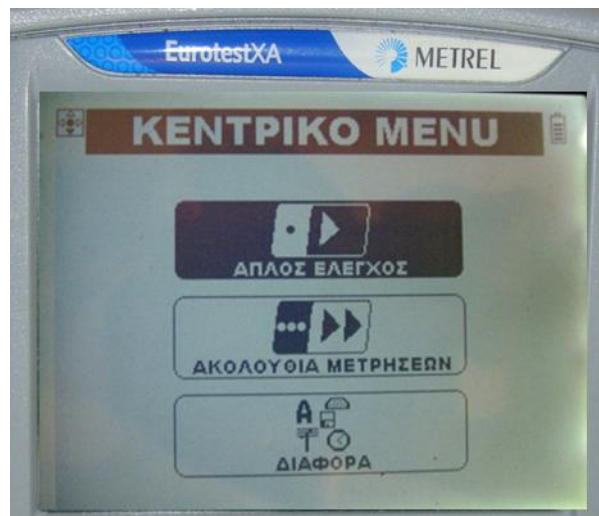 EurotestXA METREL
ΚΕΝΤΡΙΚΟ MENU
ΑΠΛΟΣ ΕΛΕΓΧΟΣ
ΑΚΟΛΟΥΘΙΑ ΜΕΤΡΗΣΕΩΝ
A
ΔΙΑΦΟΡΑ